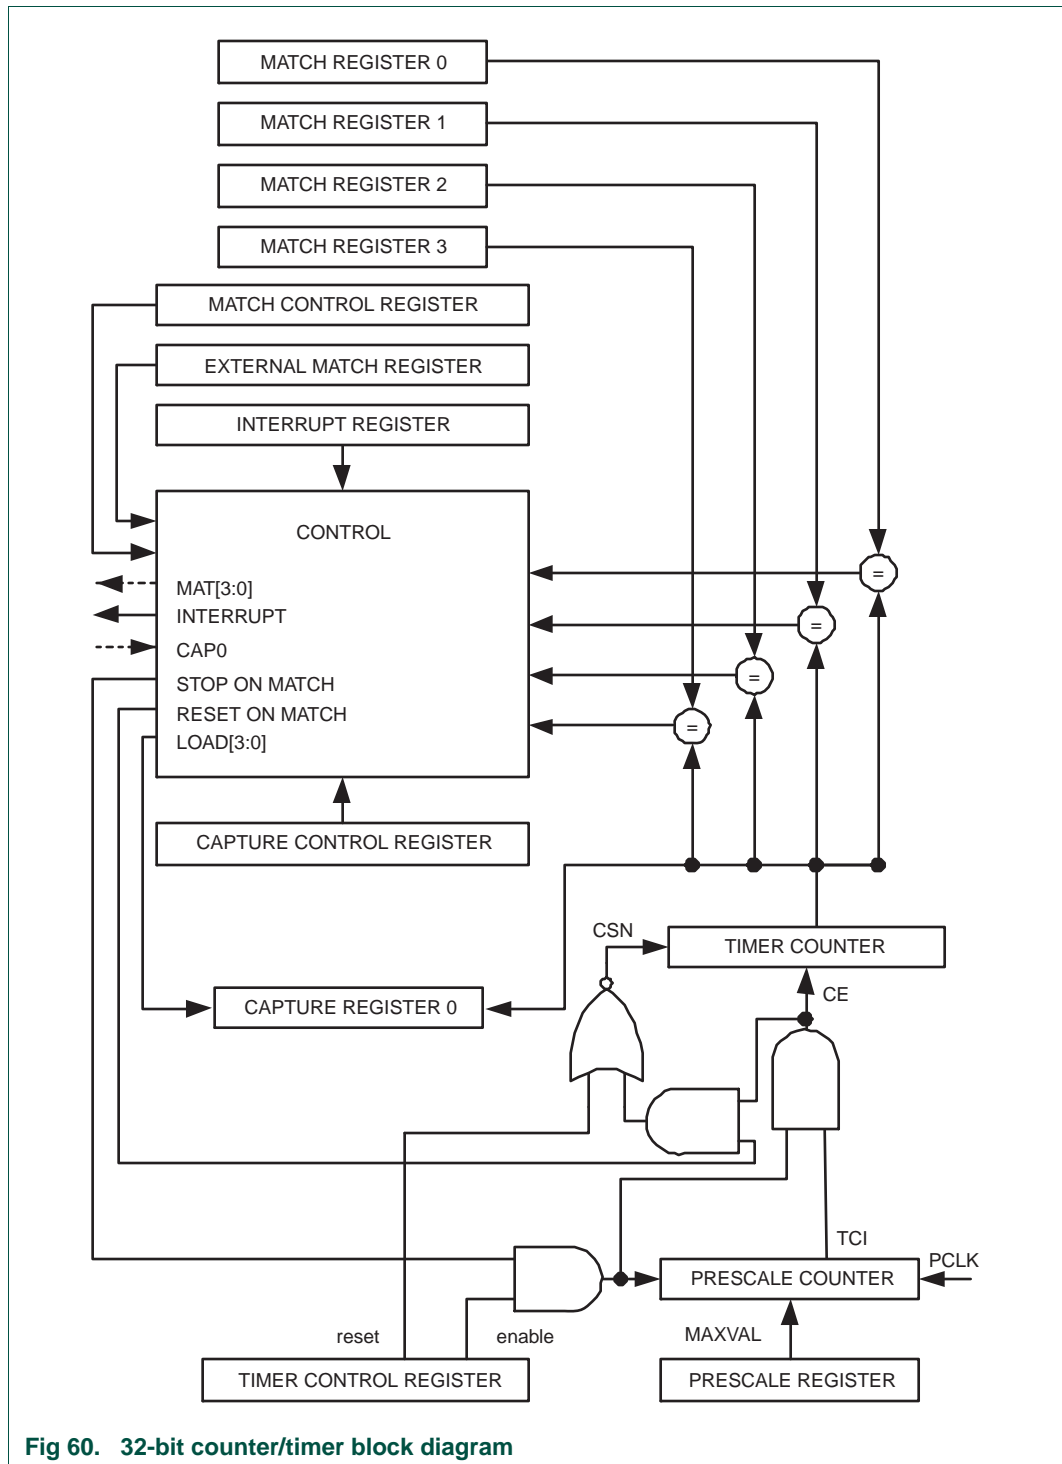 MATCH REGISTER 0
MATCH REGISTER 1
MATCH REGISTER 2
MATCH REGISTER 3
MATCH CONTROL REGISTER
EXTERNAL MATCH REGISTER
INTERRUPT REGISTER
CONTROL
=
MAT[3:0]
INTERRUPT
=
CAP0
STOP ON MATCH
=
RESET ON MATCH
=
LOAD[3:0]
CAPTURE CONTROL REGISTER
CSN
TIMER COUNTER
CE
CAPTURE REGISTER 0
TCI
PCLK
PRESCALE COUNTER
reset
enable
MAXVAL
TIMER CONTROL REGISTER
PRESCALE REGISTER
Fig 60. 32-bit counter/timer block diagram